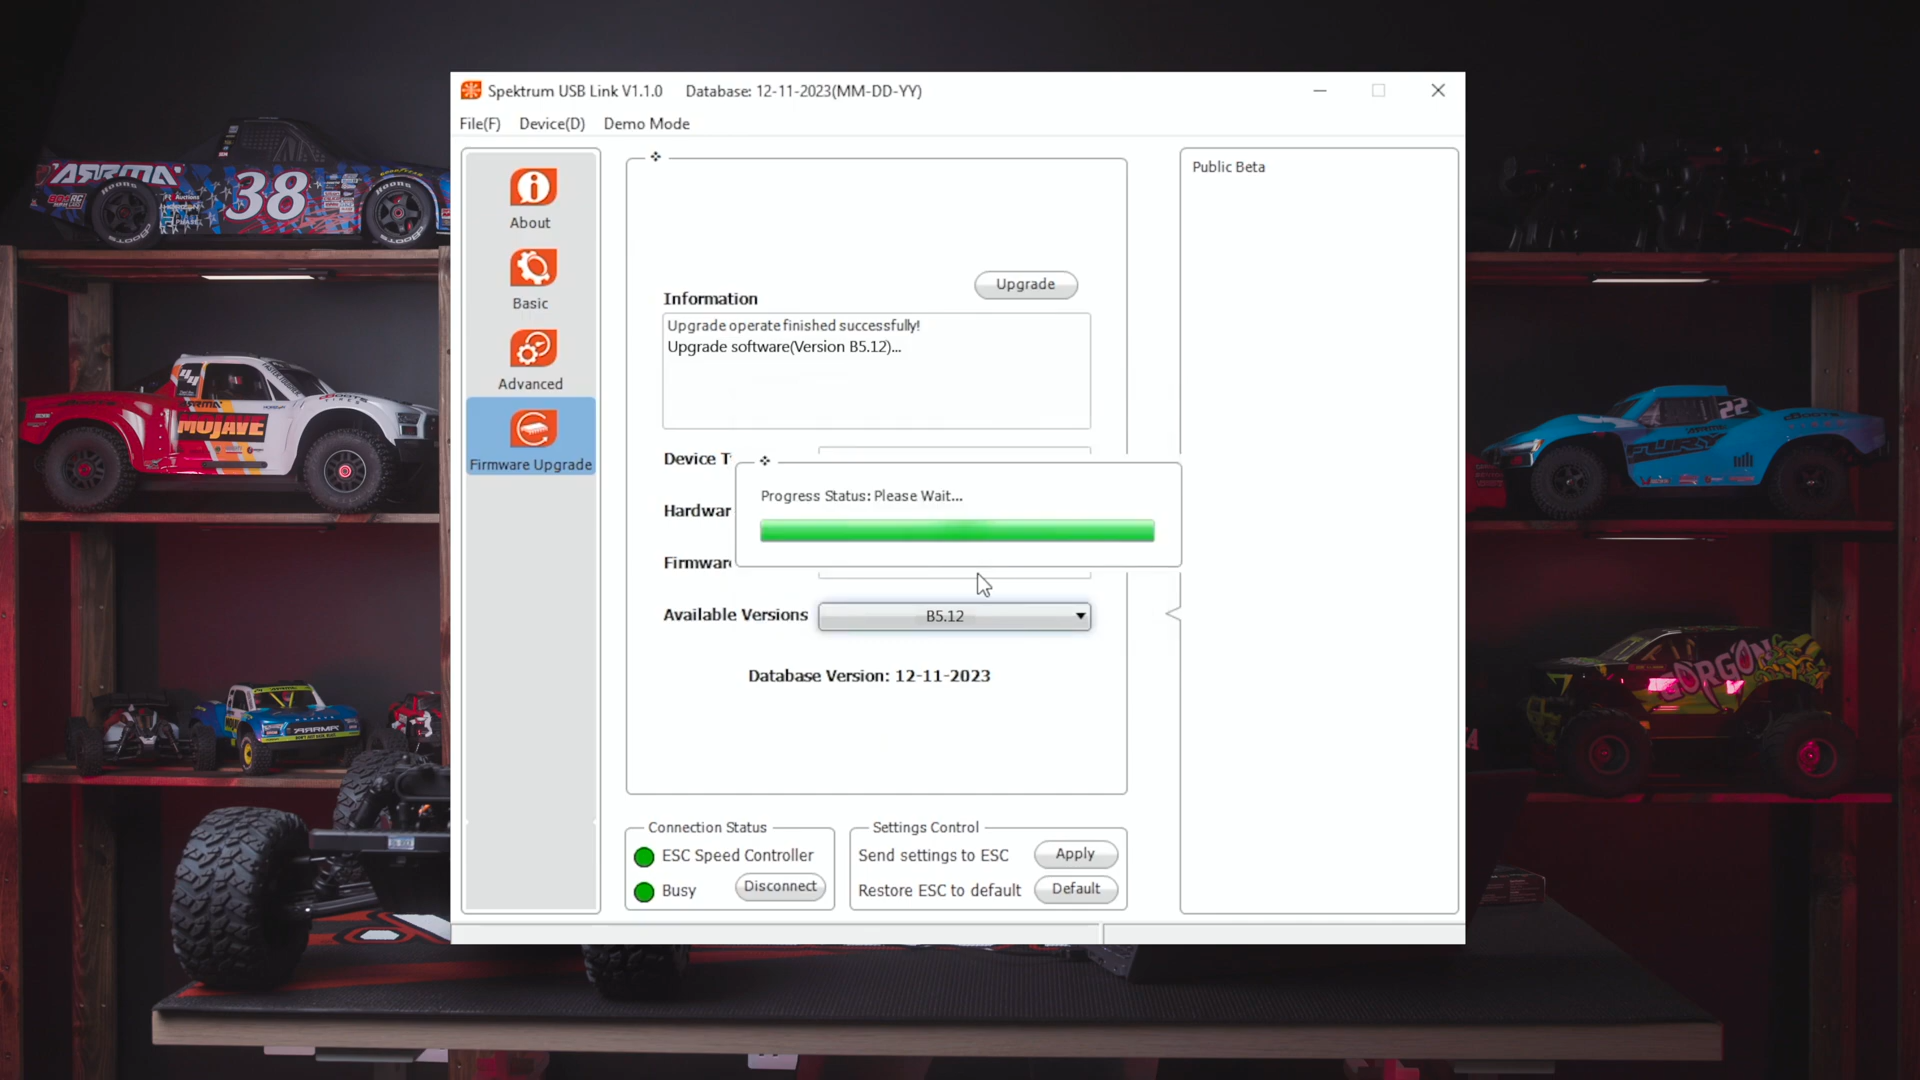 Spektrum USB Link V1.1.0 Database: 12-11-2023(MM-DD-YY)
File(F) Device(D) Demo Mode
About
Basic
Advanced
Firmware Upgrade
Upgrade
Information
Upgrade operate finished successfully!
Upgrade software(Version B5.12)...
Device T
Hardwar
Firmwar
Progress Status: Please Wait...
Available Versions B5.12
Database Version: 12-11-2023
Connection Status
ESC Speed Controller
Busy Disconnect
Settings Control
Send settings to ESC Apply
Restore ESC to default Default
Public Beta
ARRMA
38
hoons
dBoots
MOJAVE
ARRMA
22
FURY
GORGON
ARRMA